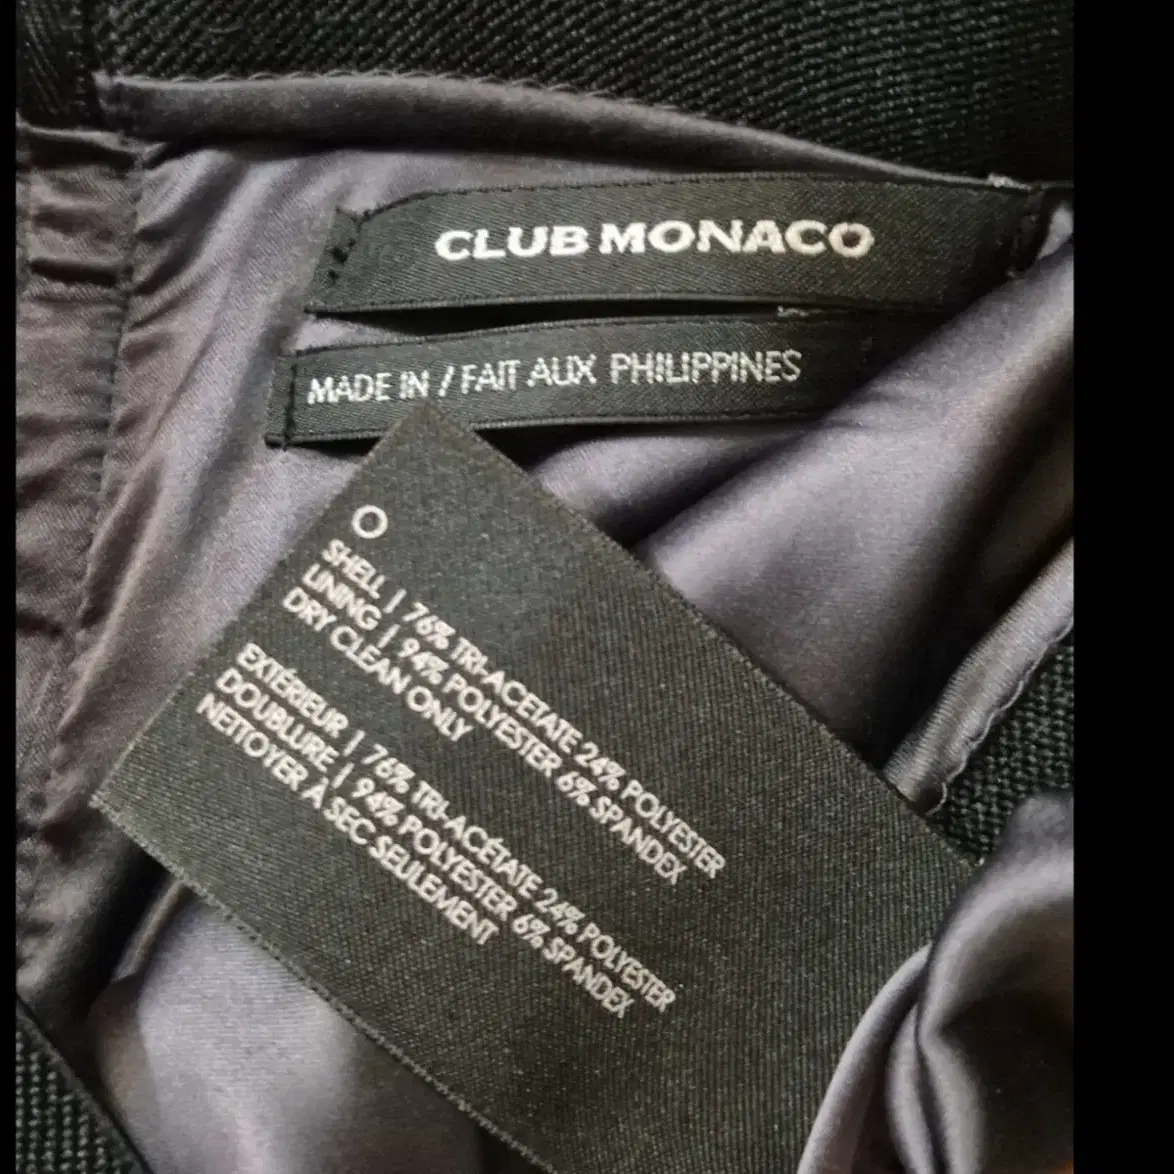 CLUB MONACO
MADE IN / FAIT AUX PHILIPPINES
O
SHELL | 76% TRI-ACETATE 24% POLYESTER
LINING | 94% POLYESTER 6% SPANDEX
DRY CLEAN ONLY
EXTÉRIEUR | 76% TRI-ACÉTATE 24% POLYESTER
DOUBLURE | 94% POLYESTER 6% SPANDEX
NETTOYER À SEC SEULEMENT